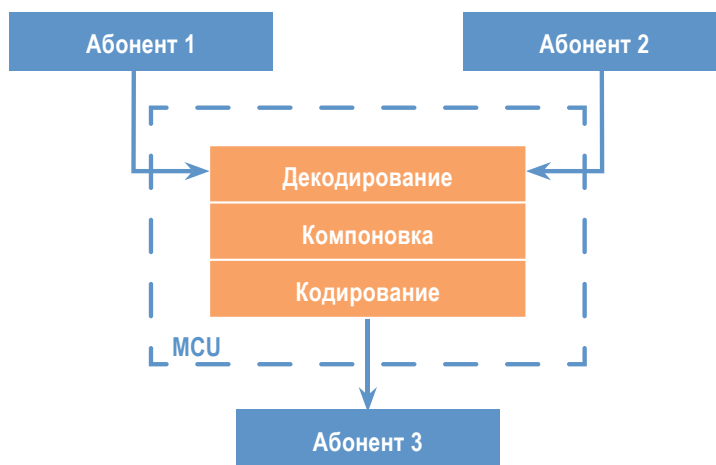 Абонент 1
Абонент 2
Декодирование
Компоновка
Кодирование
MCU
Абонент 3